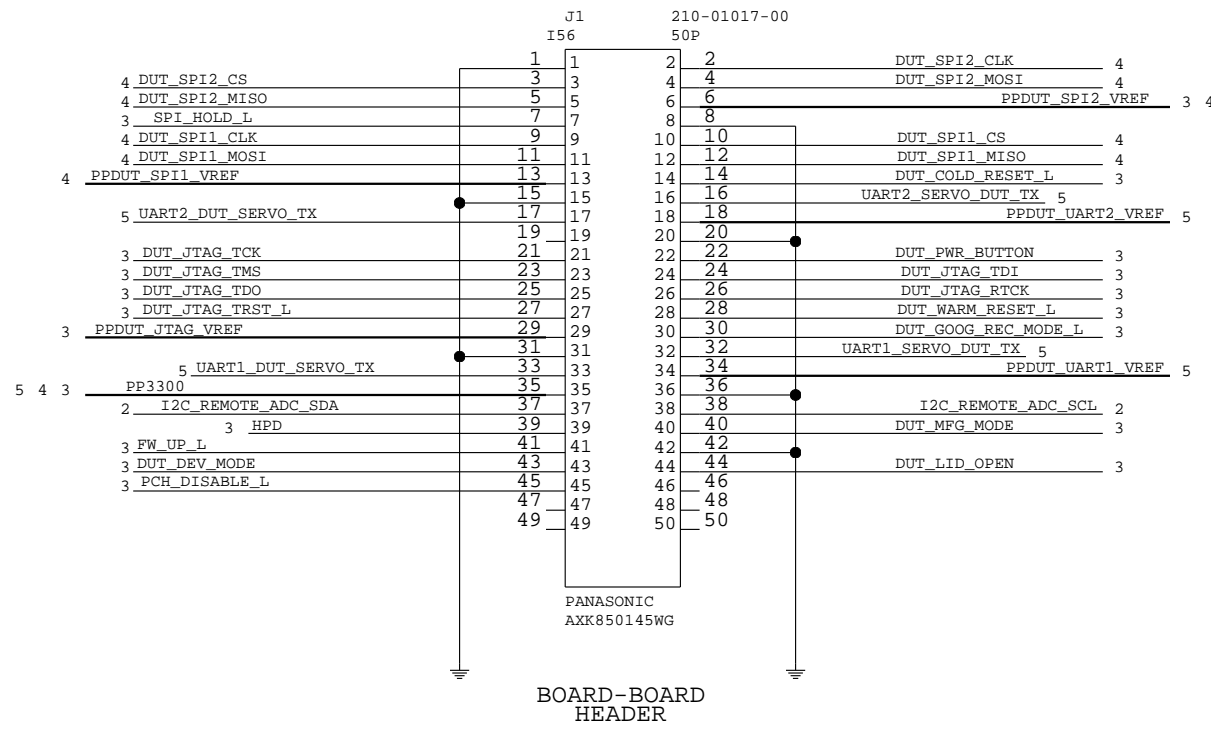 J1 210-01017-00
I56 50P
1 1 2 2 DUT_SPI2_CLK 4
4 DUT_SPI2_CS 3 3 4 4 DUT_SPI2_MOSI 4
4 DUT_SPI2_MISO 5 5 6 6 PPDUT_SPI2_VREF 3 4
3 SPI_HOLD_L 7 7 8 8
4 DUT_SPI1_CLK 9 9 10 10 DUT_SPI1_CS 4
4 DUT_SPI1_MOSI 11 11 12 12 DUT_SPI1_MISO 4
4 PPDUT_SPI1_VREF 13 13 14 14 DUT_COLD_RESET_L 3
15 15 16 16 UART2_SERVO_DUT_TX 5
5 UART2_DUT_SERVO_TX 17 17 18 18 PPDUT_UART2_VREF 5
19 19 20 20
3 DUT_JTAG_TCK 21 21 22 22 DUT_PWR_BUTTON 3
3 DUT_JTAG_TMS 23 23 24 24 DUT_JTAG_TDI 3
3 DUT_JTAG_TDO 25 25 26 26 DUT_JTAG_RTCK 3
3 DUT_JTAG_TRST_L 27 27 28 28 DUT_WARM_RESET_L 3
3 PPDUT_JTAG_VREF 29 29 30 30 DUT_GOOG_REC_MODE_L 3
31 31 32 32 UART1_SERVO_DUT_TX 5
5 UART1_DUT_SERVO_TX 33 33 34 34 PPDUT_UART1_VREF 5
5 4 3 PP3300 35 35 36 36
2 I2C_REMOTE_ADC_SDA 37 37 38 38 I2C_REMOTE_ADC_SCL 2
3 HPD 39 39 40 40 DUT_MFG_MODE 3
3 FW_UP_L 41 41 42 42
3 DUT_DEV_MODE 43 43 44 44 DUT_LID_OPEN 3
3 PCH_DISABLE_L 45 45 46 46
47 47 48 48
49 49 50 50
PANASONIC
AXK850145WG
BOARD-BOARD
HEADER